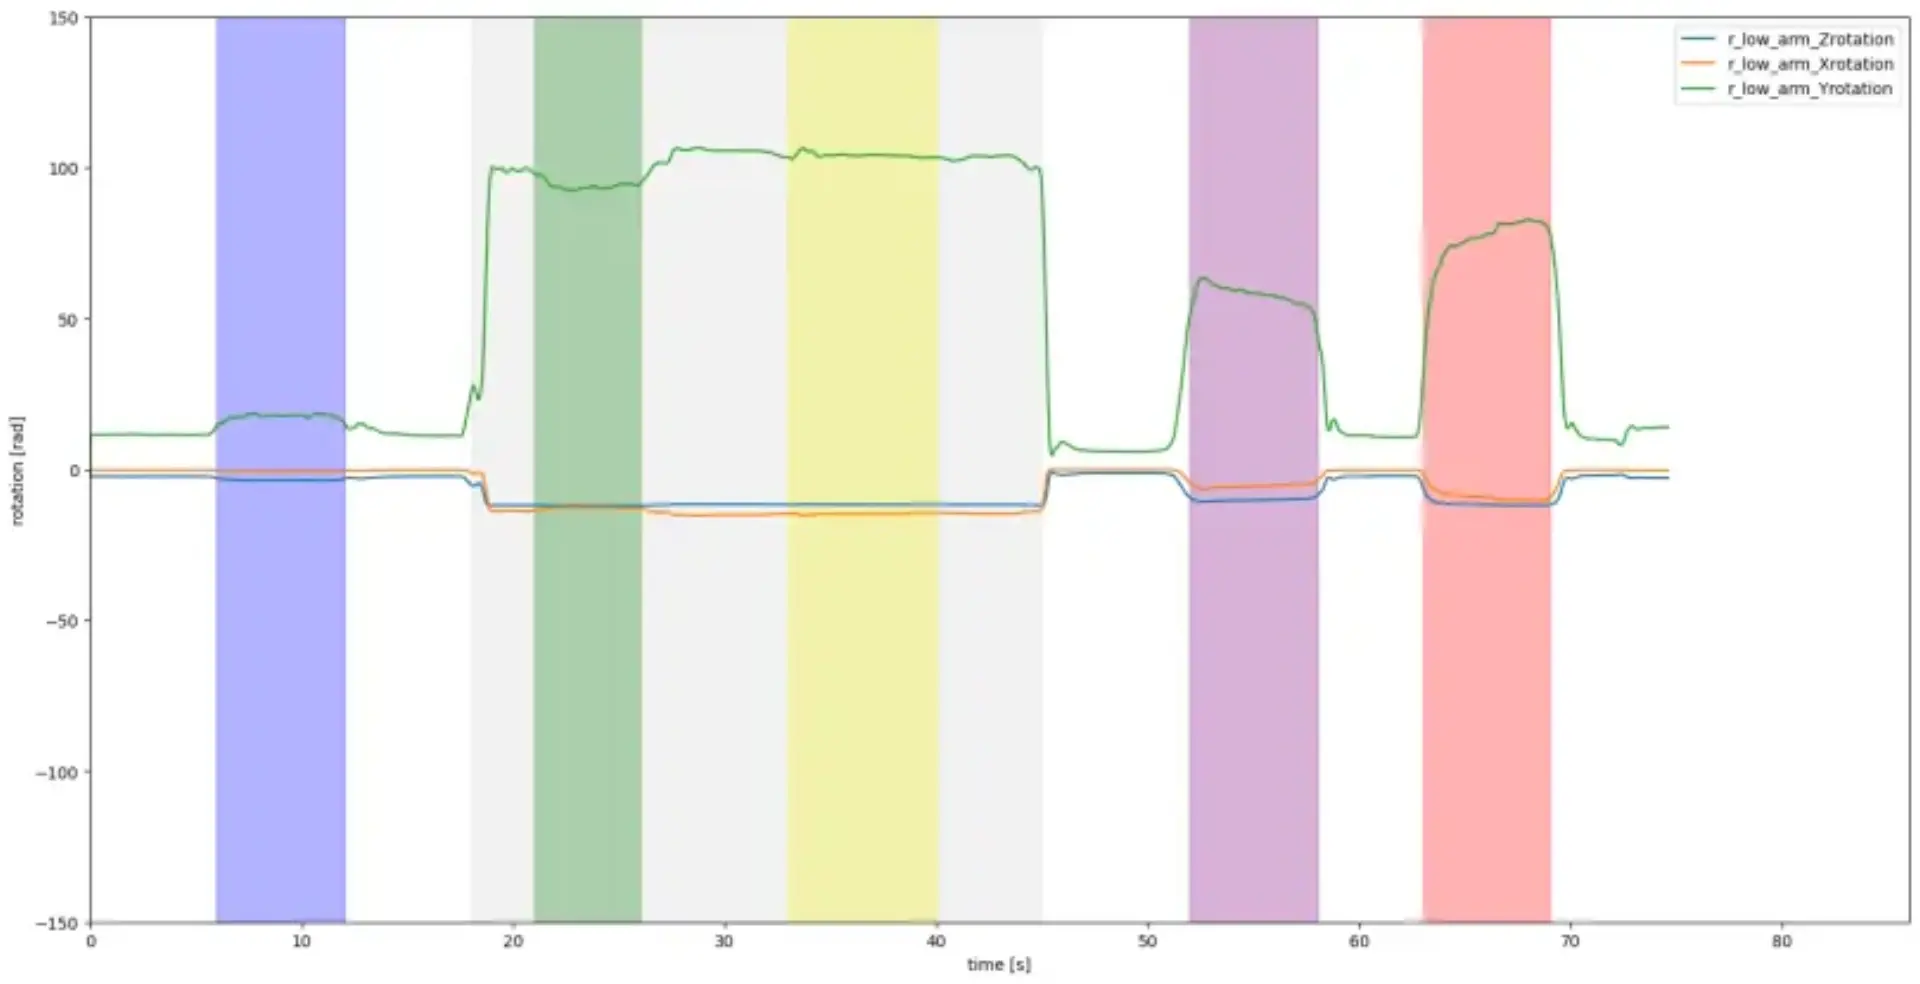 150
100
50
0
−50
−100
−150
rotation [rad]
r_low_arm_Zrotation
r_low_arm_Xrotation
r_low_arm_Yrotation
0 10 20 30 40 50 60 70 80
time [s]